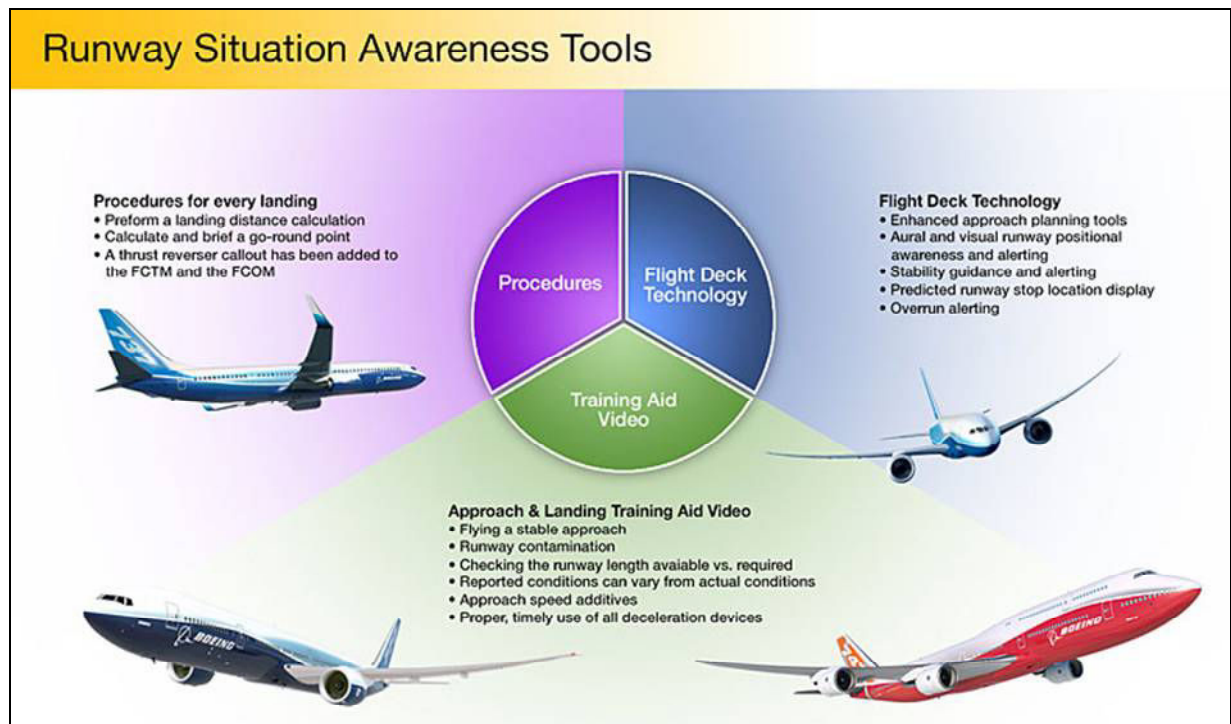 Runway Situation Awareness Tools
Procedures for every landing
• Preform a landing distance calculation
• Calculate and brief a go-round point
• A thrust reverser callout has been added to
the FCTM and the FCOM
Procedures
Flight Deck
Technology
Training Aid
Video
Flight Deck Technology
• Enhanced approach planning tools
• Aural and visual runway positional
awareness and alerting
• Stability guidance and alerting
• Predicted runway stop location display
• Overrun alerting
737
BOEING
Approach & Landing Training Aid Video
• Flying a stable approach
• Runway contamination
• Checking the runway length avaiable vs. required
• Reported conditions can vary from actual conditions
• Approach speed additives
• Proper, timely use of all deceleration devices
BOEING
BOEING